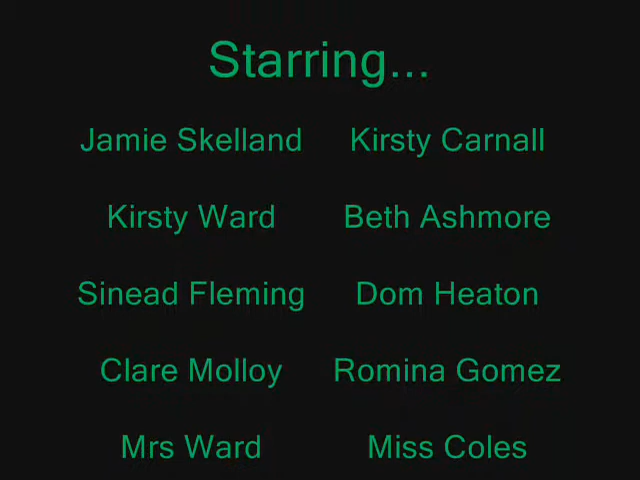 Starring...
Jamie Skelland Kirsty Carnall
Kirsty Ward Beth Ashmore
Sinead Fleming Dom Heaton
Clare Molloy Romina Gomez
Mrs Ward Miss Coles